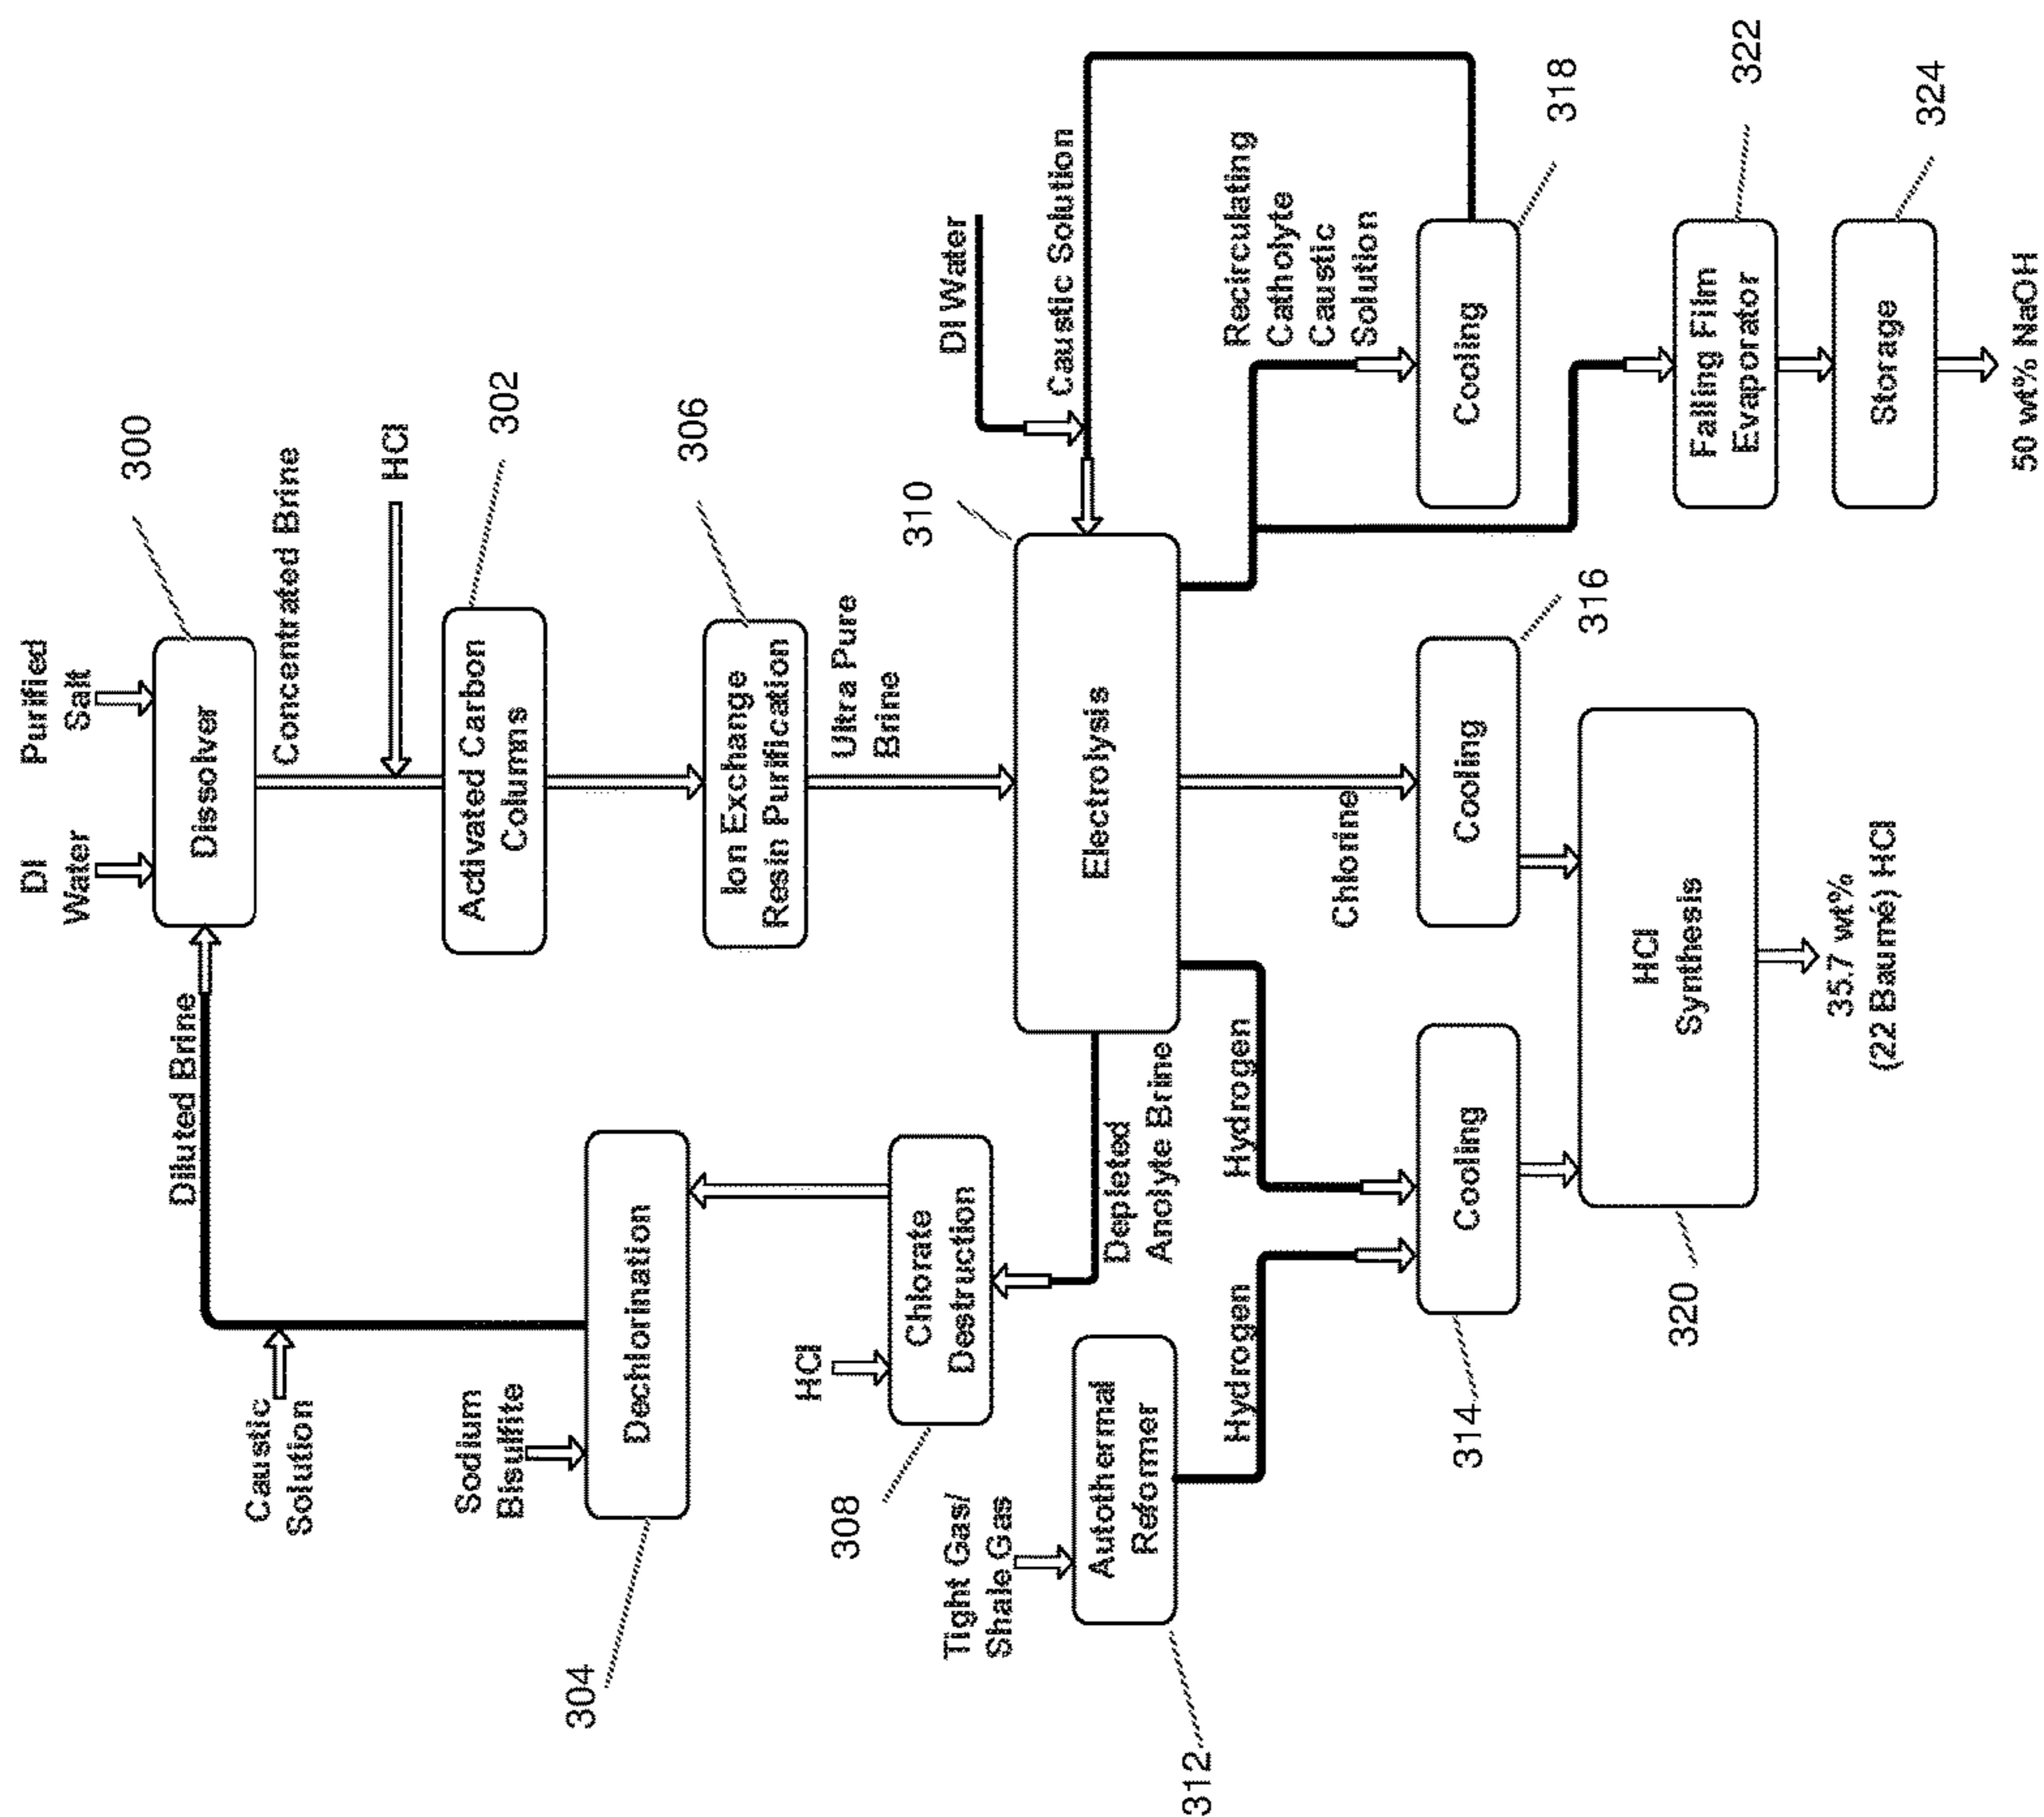 DI
Water
Purified
Salt
300
Dissolver
Diluted Brine
Concentrated Brine
HCl
302
Activated Carbon
Columns
Caustic
Solution
Sodium
Bisulfite
304
Dechlorination
306
Ion Exchange
Resin Purification
Ultra Pure
Brine
HCl
308
Chlorate
Destruction
Depleted
Anolyte Brine
310
Electrolysis
DI Water
Caustic Solution
Tight Gas/
Shale Gas
312
Autothermal
Reformer
Hydrogen
Hydrogen
Chlorine
Recirculating
Catholyte
Caustic
Solution
314
Cooling
Cooling
316
Cooling
318
320
HCl
Synthesis
35.7 wt%
(22 Baumé) HCl
Falling Film
Evaporator
322
Storage
324
50 wt% NaOH